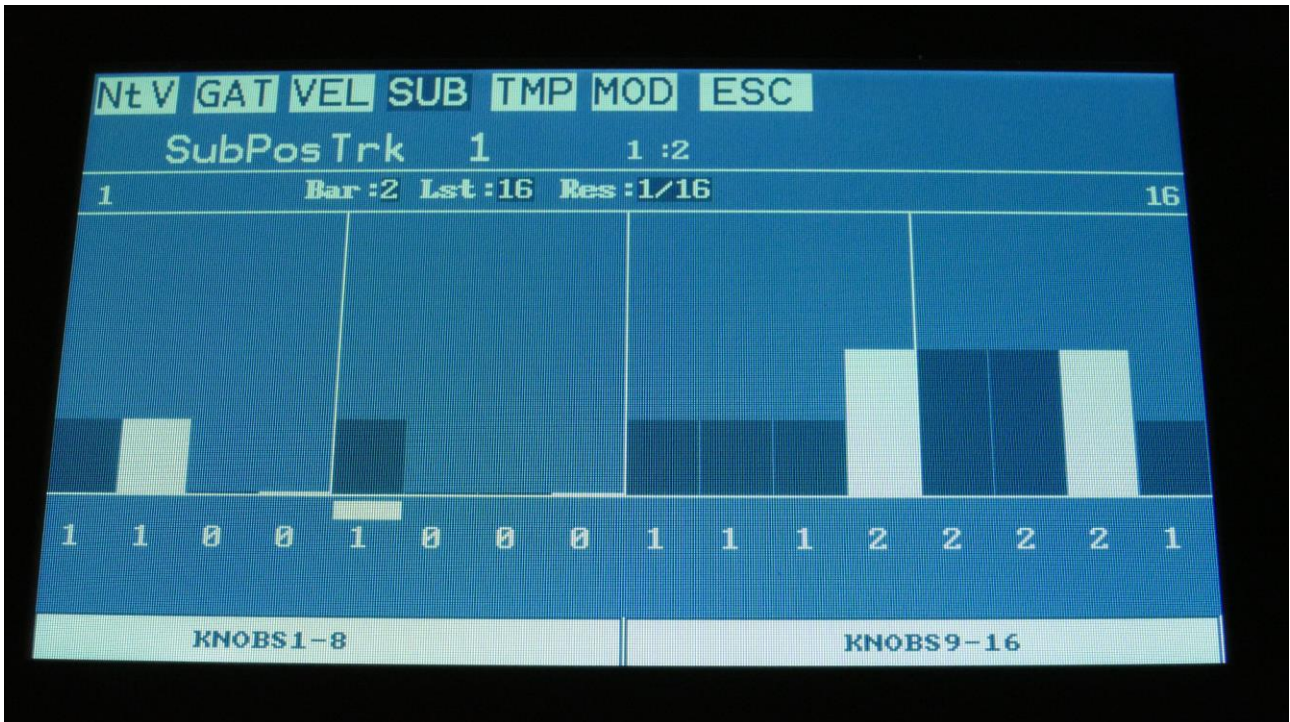 Nt V GAT VEL SUB TMP MOD ESC
SubPosTrk 1 1 :2
1 Bar:2 Lst:16 Res:1/16 16
1 1 0 0 1 0 0 0 1 1 1 2 2 2 2 1
KNOBS1-8 KNOBS9-16